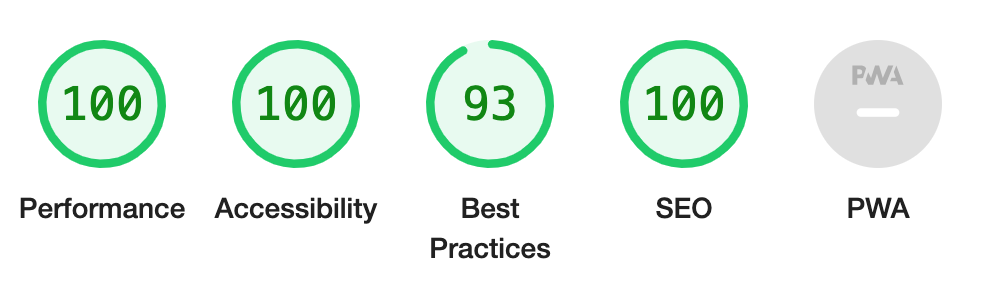 100
100
93
100
PWA
Performance
Accessibility
Best
Practices
SEO
PWA